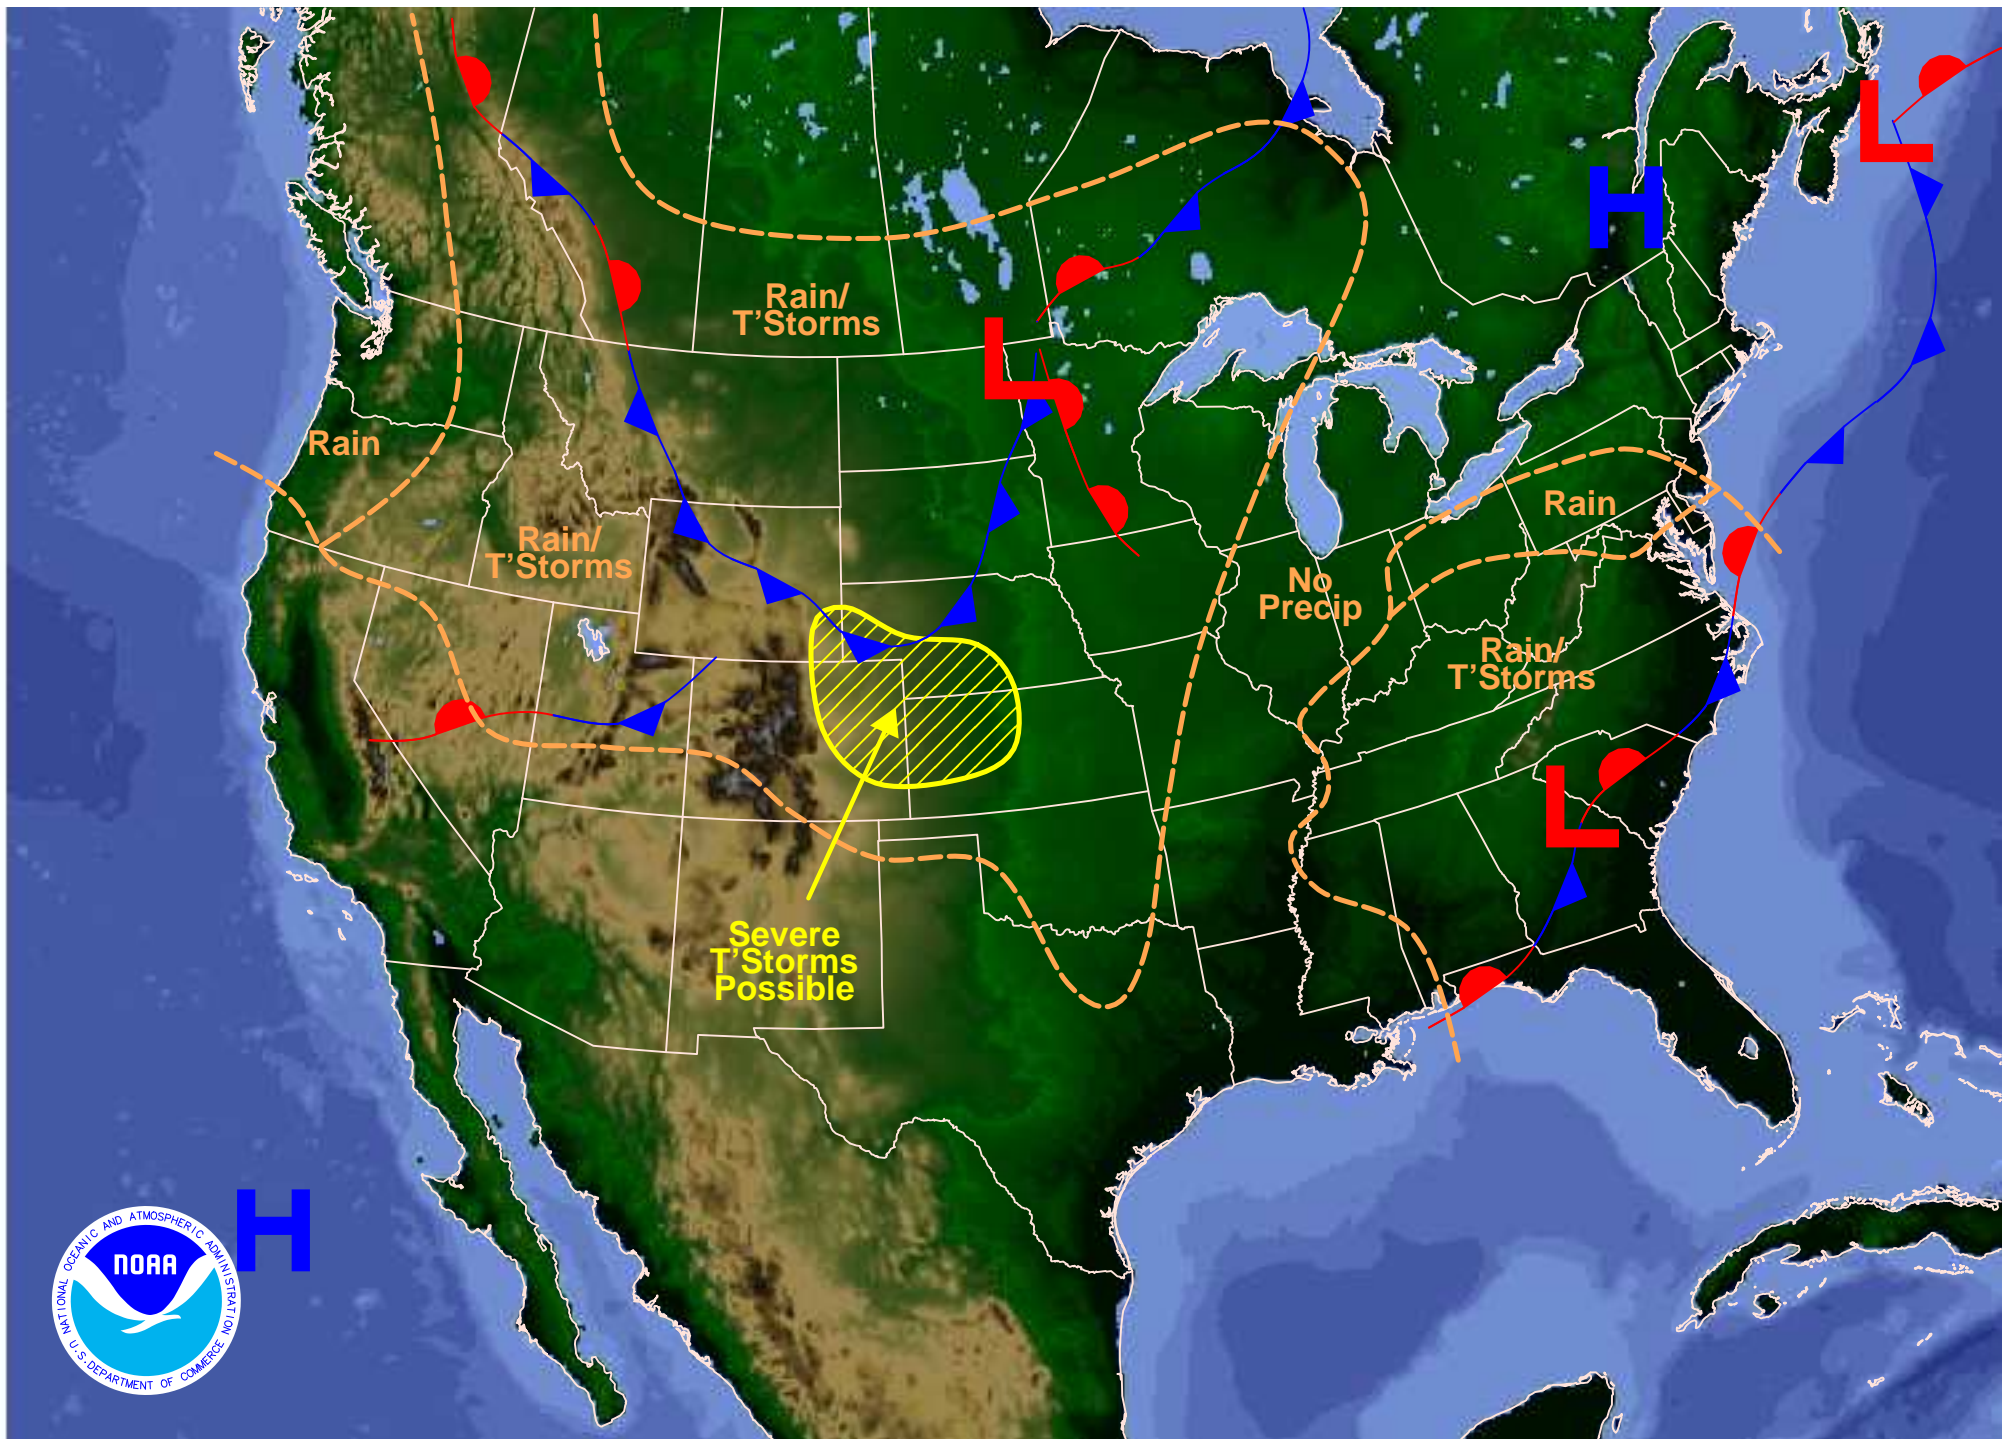 L
H
Rain/
T'Storms
L
Rain
Rain
Rain/
T'Storms
No
Precip
Rain/
T'Storms
L
Severe
T'Storms
Possible
H
NATIONAL OCEANIC AND ATMOSPHERIC ADMINISTRATION
NOAA
U.S. DEPARTMENT OF COMMERCE